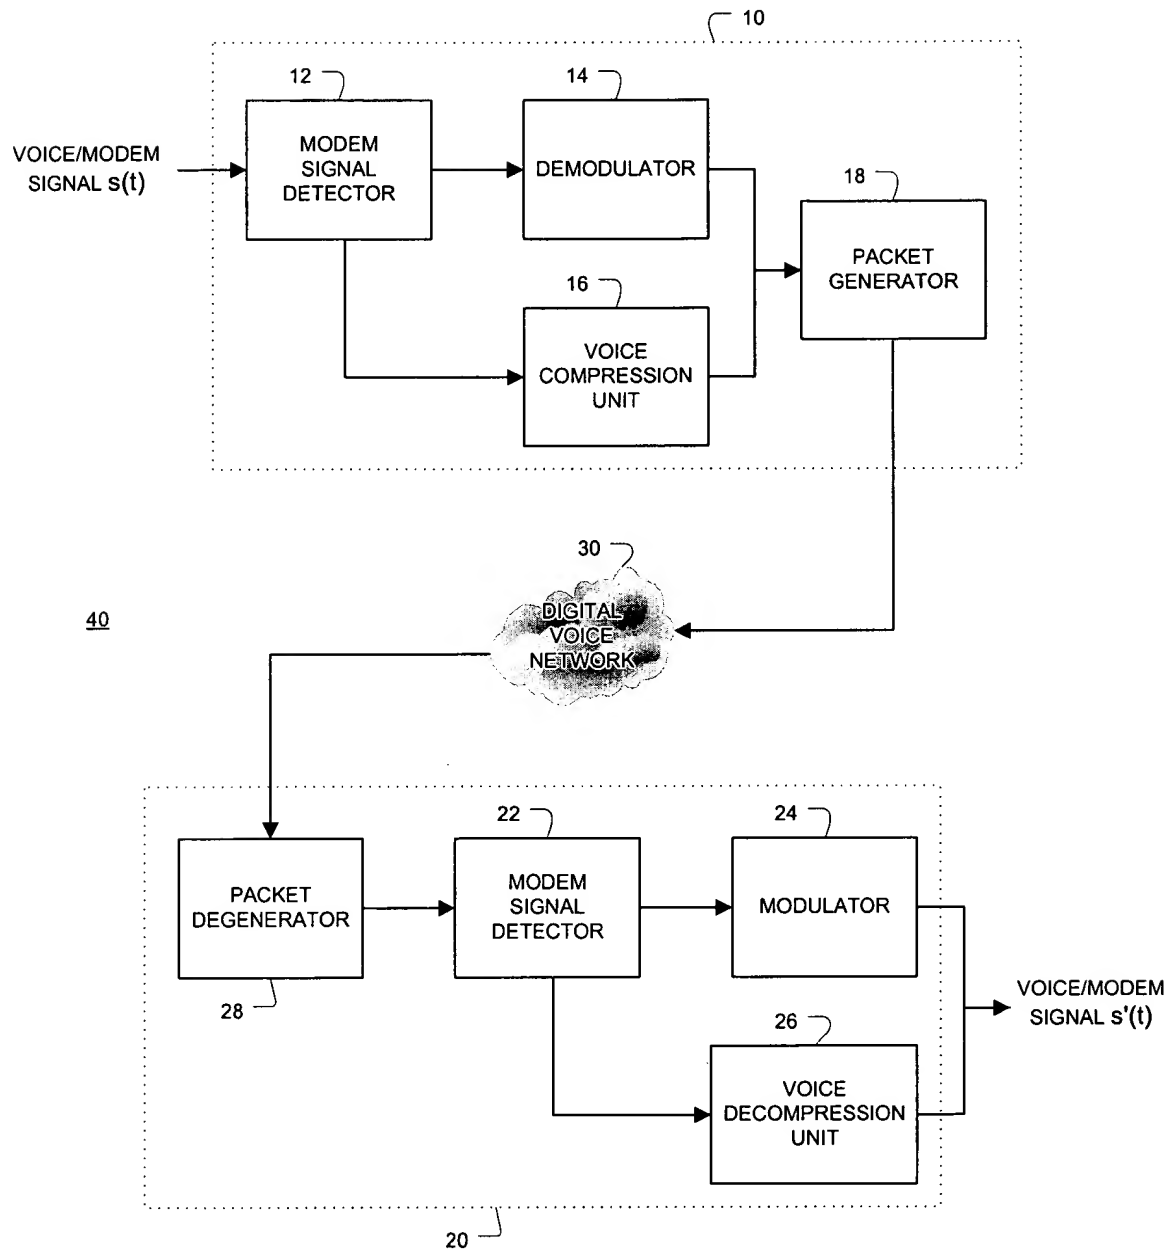 10
12
14
VOICE/MODEM
SIGNAL s(t)
MODEM
SIGNAL
DETECTOR
DEMODULATOR
18
PACKET
GENERATOR
16
VOICE
COMPRESSION
UNIT
30
DIGITAL
VOICE
NETWORK
40
22
24
PACKET
DEGENERATOR
MODEM
SIGNAL
DETECTOR
MODULATOR
28
26
VOICE/MODEM
SIGNAL s'(t)
VOICE
DECOMPRESSION
UNIT
20